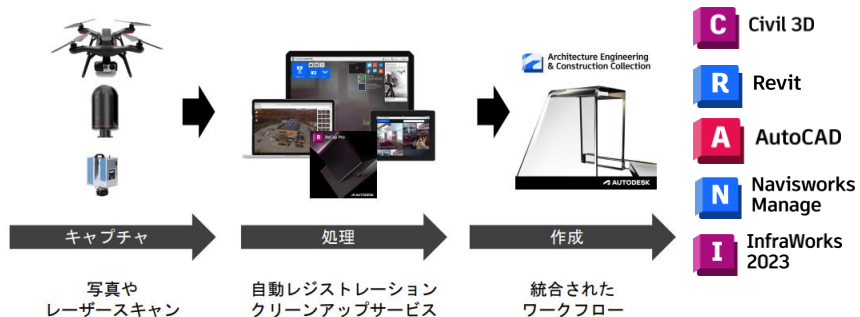 Architecture Engineering
& Construction Collection
R
ReCap Pro
AUTODESK
C
Civil 3D
R
Revit
A
AutoCAD
N
Navisworks
Manage
I
InfraWorks
2023
キャプチャ
処理
作成
写真や
レーザースキャン
自動レジストレーション
クリーンアップサービス
統合された
ワークフロー